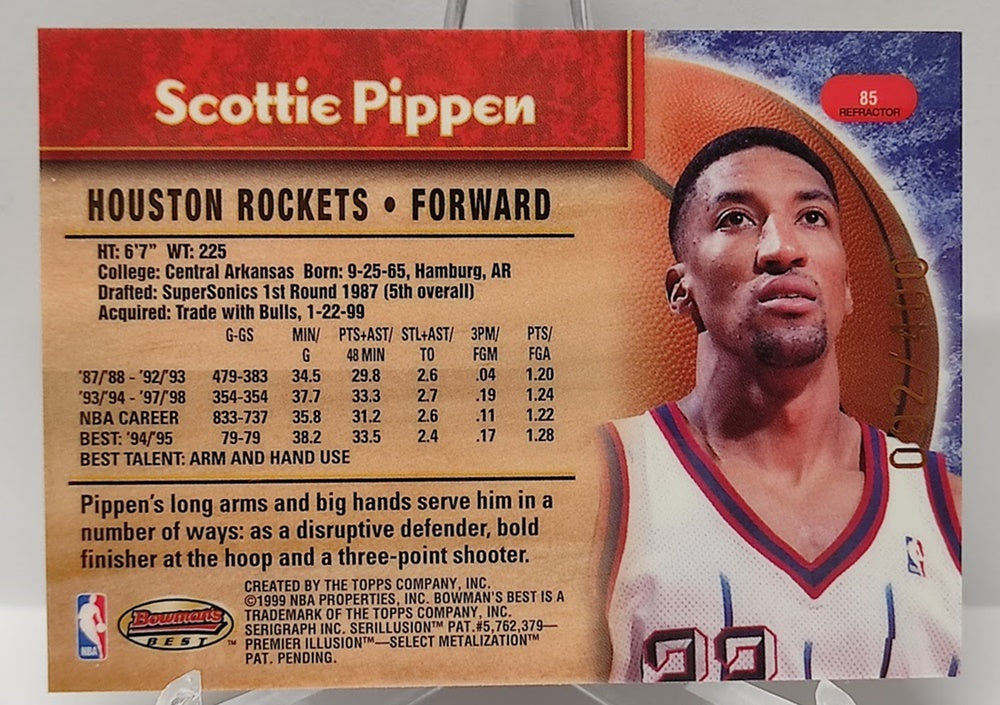 Scottie Pippen
85
REFRACTOR
HOUSTON ROCKETS • FORWARD
HT: 6'7" WT: 225
College: Central Arkansas Born: 9-25-65, Hamburg, AR
Drafted: SuperSonics 1st Round 1987 (5th overall)
Acquired: Trade with Bulls, 1-22-99
G-GS MIN/ PTS+AST/ STL+AST/ 3PM/ PTS/
G 48 MIN TO FGM FGA
'87/'88 - '92/'93 479-383 34.5 29.8 2.6 .04 1.20
'93/'94 - '97/'98 354-354 37.7 33.3 2.7 .19 1.24
NBA CAREER 833-737 35.8 31.2 2.6 .11 1.22
BEST: '94/'95 79-79 38.2 33.5 2.4 .17 1.28
BEST TALENT: ARM AND HAND USE
Pippen's long arms and big hands serve him in a
number of ways: as a disruptive defender, bold
finisher at the hoop and a three-point shooter.
CREATED BY THE TOPPS COMPANY, INC.
©1999 NBA PROPERTIES, INC. BOWMAN'S BEST IS A
TRADEMARK OF THE TOPPS COMPANY, INC.
SERIGRAPH INC. SERILLUSION™ PAT.#5,762,379—
PREMIER ILLUSION™—SELECT METALIZATION™
PAT. PENDING.
NBA
Bowman's
BEST™
/400
33